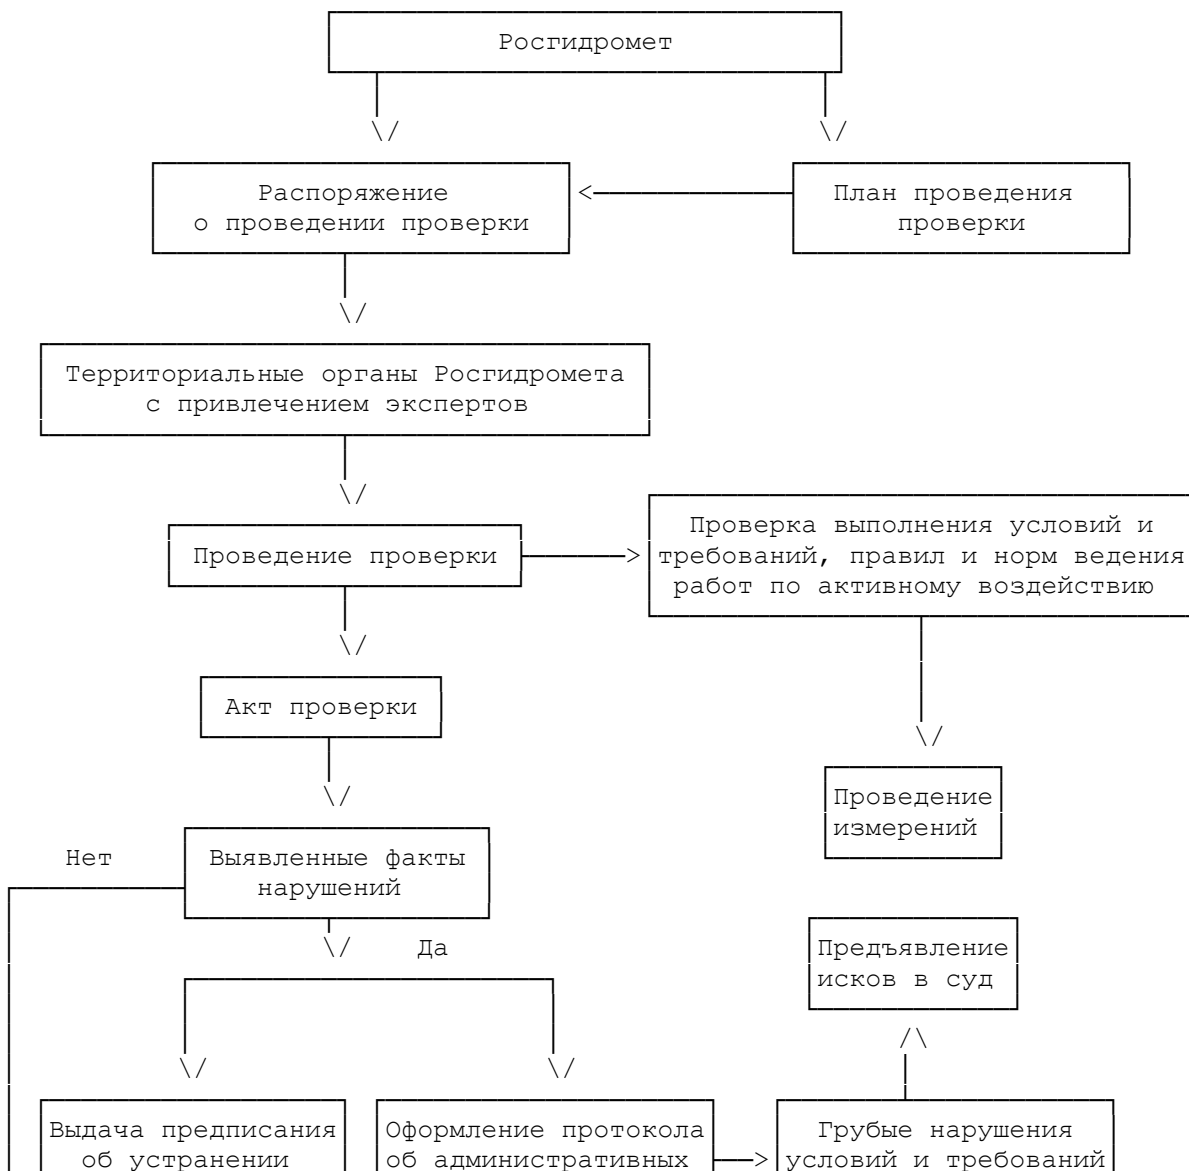 Росгидромет
Распоряжение
о проведении проверки
План проведения
проверки
Территориальные органы Росгидромета
с привлечением экспертов
Проведение проверки
Проверка выполнения условий и
требований, правил и норм ведения
работ по активному воздействию
Акт проверки
Проведение
измерений
Нет
Выявленные факты
нарушений
Да
Предъявление
исков в суд
Выдача предписания
об устранении
Оформление протокола
об административных
Грубые нарушения
условий и требований